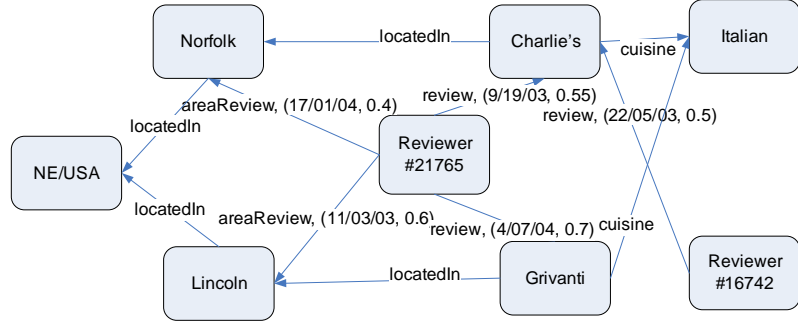 Norfolk
locatedIn
Charlie's
cuisine
Italian
areaReview, (17/01/04, 0.4)
review, (9/19/03, 0.55)
review, (22/05/03, 0.5)
locatedIn
Reviewer
#21765
NE/USA
locatedIn
areaReview, (11/03/03, 0.6)
review, (4/07/04, 0.7)
cuisine
Lincoln
locatedIn
Grivanti
Reviewer
#16742